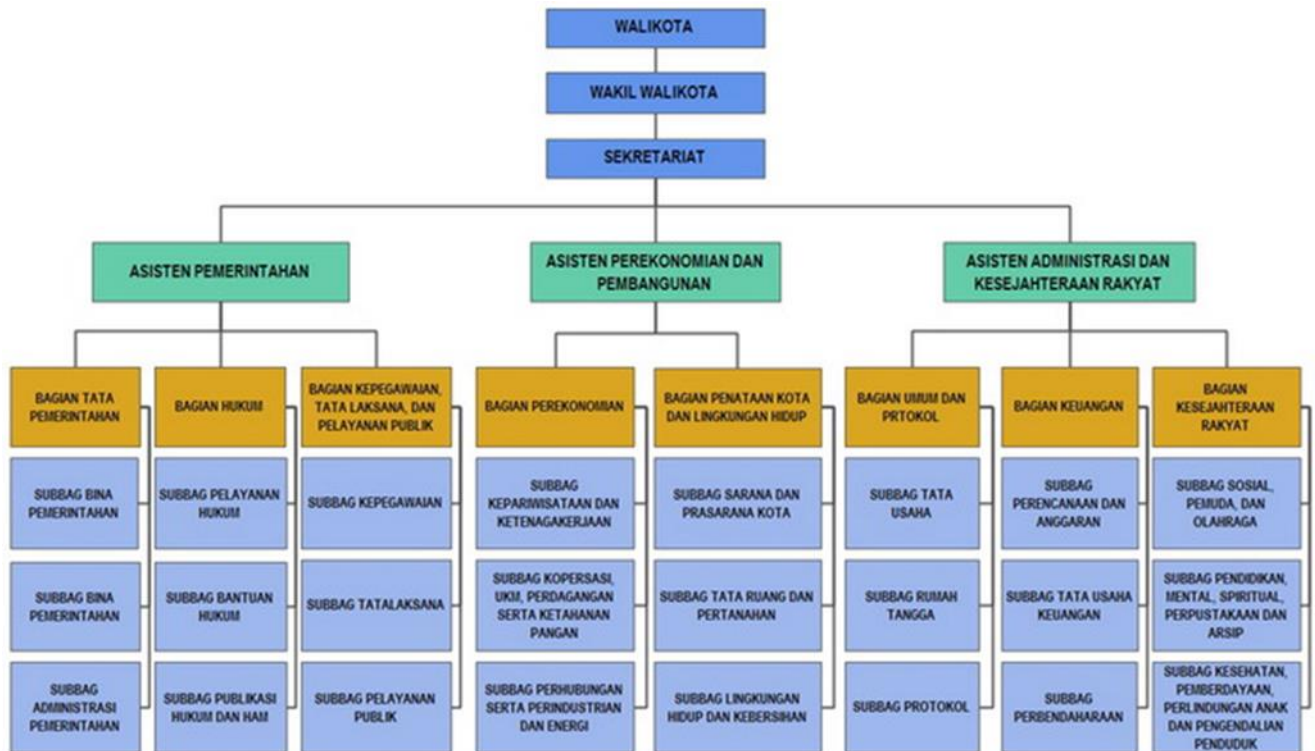 WALIKOTA
WAKIL WALIKOTA
SEKRETARIAT
ASISTEN PEMERINTAHAN
ASISTEN PEREKONOMIAN DAN
PEMBANGUNAN
ASISTEN ADMINISTRASI DAN
KESEJAHTERAAN RAKYAT
BAGIAN TATA
PEMERINTAHAN
BAGIAN HUKUM
BAGIAN KEPEGAWAIAN,
TATA LAKSANA, DAN
PELAYANAN PUBLIK
BAGIAN PEREKONOMIAN
BAGIAN PENATAAN KOTA
DAN LINGKUNGAN HIDUP
BAGIAN UMUM DAN
PRTOKOL
BAGIAN KEUANGAN
BAGIAN
KESEJAHTERAAN
RAKYAT
SUBBAG BINA
PEMERINTAHAN
SUBBAG PELAYANAN
HUKUM
SUBBAG KEPEGAWAIAN
SUBBAG
KEPARIWISATAAN DAN
KETENAGAKERJAAN
SUBBAG SARANA DAN
PRASARANA KOTA
SUBBAG TATA
USAHA
SUBBAG
PERENCANAAN DAN
ANGGARAN
SUBBAG SOSIAL,
PEMUDA, DAN
OLAHRAGA
SUBBAG BINA
PEMERINTAHAN
SUBBAG BANTUAN
HUKUM
SUBBAG TATALAKSANA
SUBBAG KOPERSASI,
UKM, PERDAGANGAN
SERTA KETAHANAN
PANGAN
SUBBAG TATA RUANG DAN
PERTANAHAN
SUBBAG RUMAH
TANGGA
SUBBAG TATA USAHA
KEUANGAN
SUBBAG PENDIDIKAN,
MENTAL, SPIRITUAL,
PERPUSTAKAAN DAN
ARSIP
SUBBAG
ADMINISTRASI
PEMERINTAHAN
SUBBAG PUBLIKASI
HUKUM DAN HAM
SUBBAG PELAYANAN
PUBLIK
SUBBAG PERHUBUNGAN
SERTA PERINDUSTRIAN
DAN ENERGI
SUBBAG LINGKUNGAN
HIDUP DAN KEBERSIHAN
SUBBAG PROTOKOL
SUBBAG
PERBENDAHARAAN
SUBBAG KESEHATAN,
PEMBERDAYAAN,
PERLINDUNGAN ANAK
DAN PENGENDALIAN
PENDUDUK